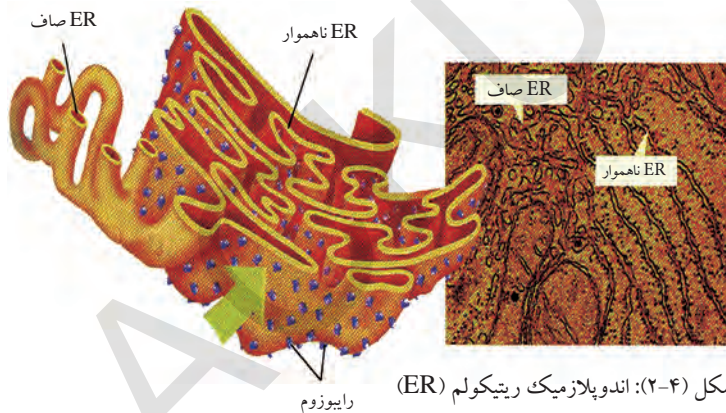 ER صاف
ER ناهموار
ER صاف
ER ناهموار
رایبوزوم
شکل (۴-۲): اندوپلازمیک ریتیکولم (ER)